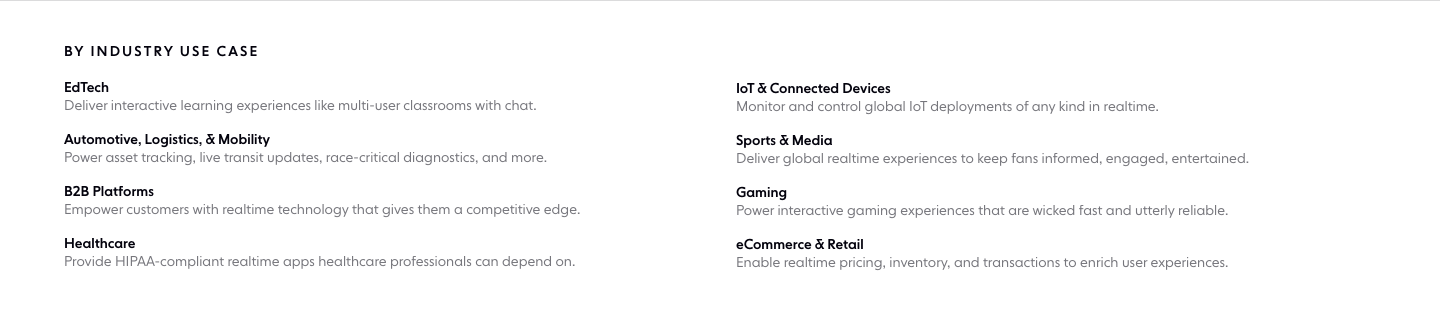 BY INDUSTRY USE CASE
EdTech
Deliver interactive learning experiences like multi-user classrooms with chat.
Automotive, Logistics, & Mobility
Power asset tracking, live transit updates, race-critical diagnostics, and more.
B2B Platforms
Empower customers with realtime technology that gives them a competitive edge.
Healthcare
Provide HIPAA-compliant realtime apps healthcare professionals can depend on.
IoT & Connected Devices
Monitor and control global IoT deployments of any kind in realtime.
Sports & Media
Deliver global realtime experiences to keep fans informed, engaged, entertained.
Gaming
Power interactive gaming experiences that are wicked fast and utterly reliable.
eCommerce & Retail
Enable realtime pricing, inventory, and transactions to enrich user experiences.